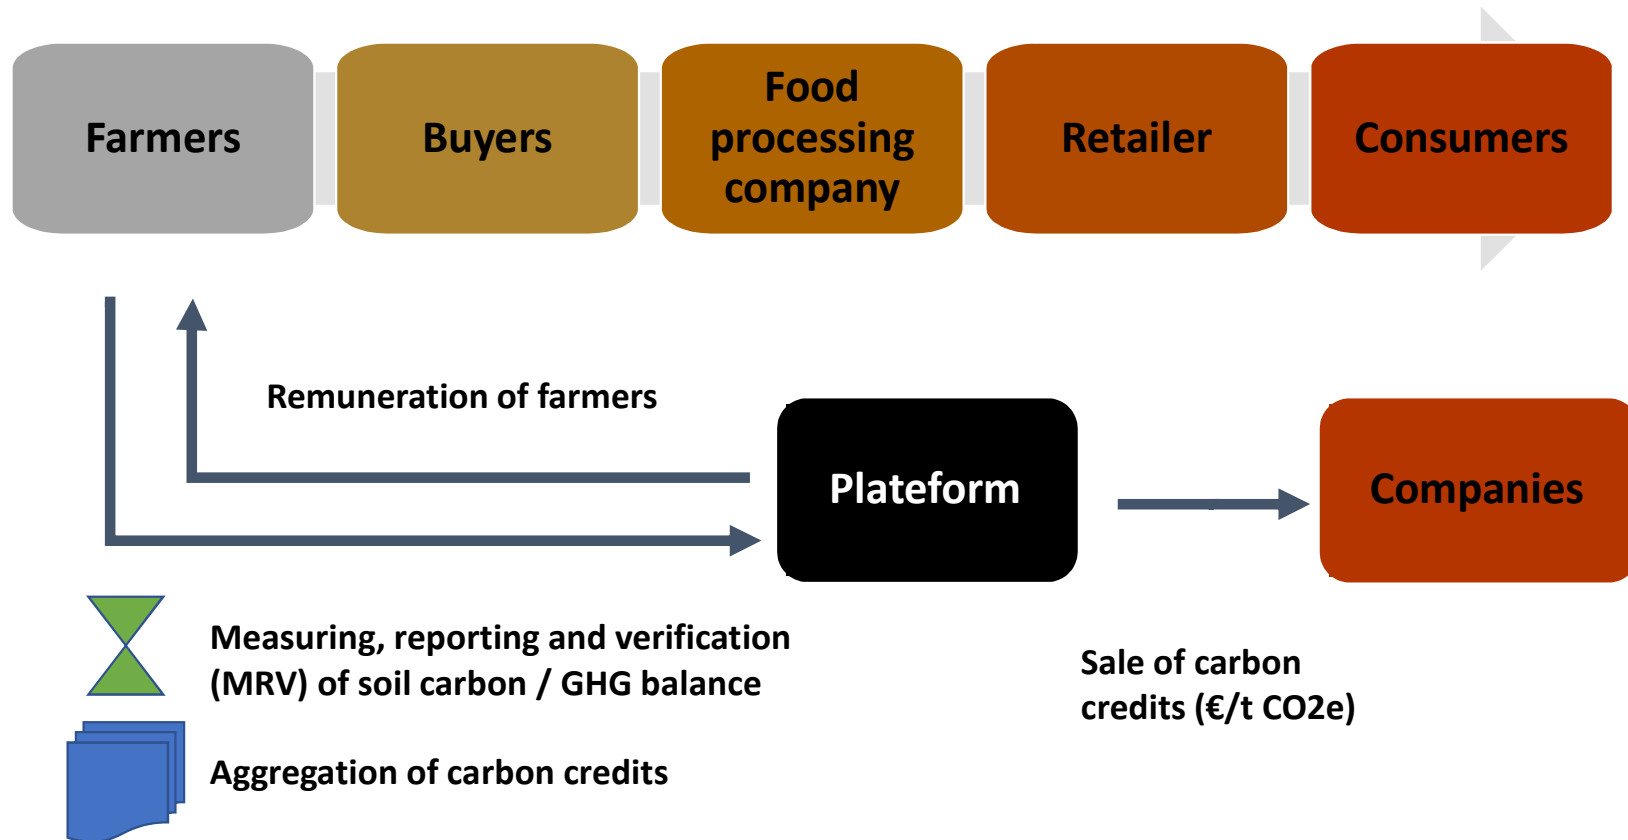 Farmers
Buyers
Food
processing
company
Retailer
Consumers
Remuneration of farmers
Plateform
Companies
Measuring, reporting and verification
(MRV) of soil carbon / GHG balance
Sale of carbon
credits (€/t CO2e)
Aggregation of carbon credits